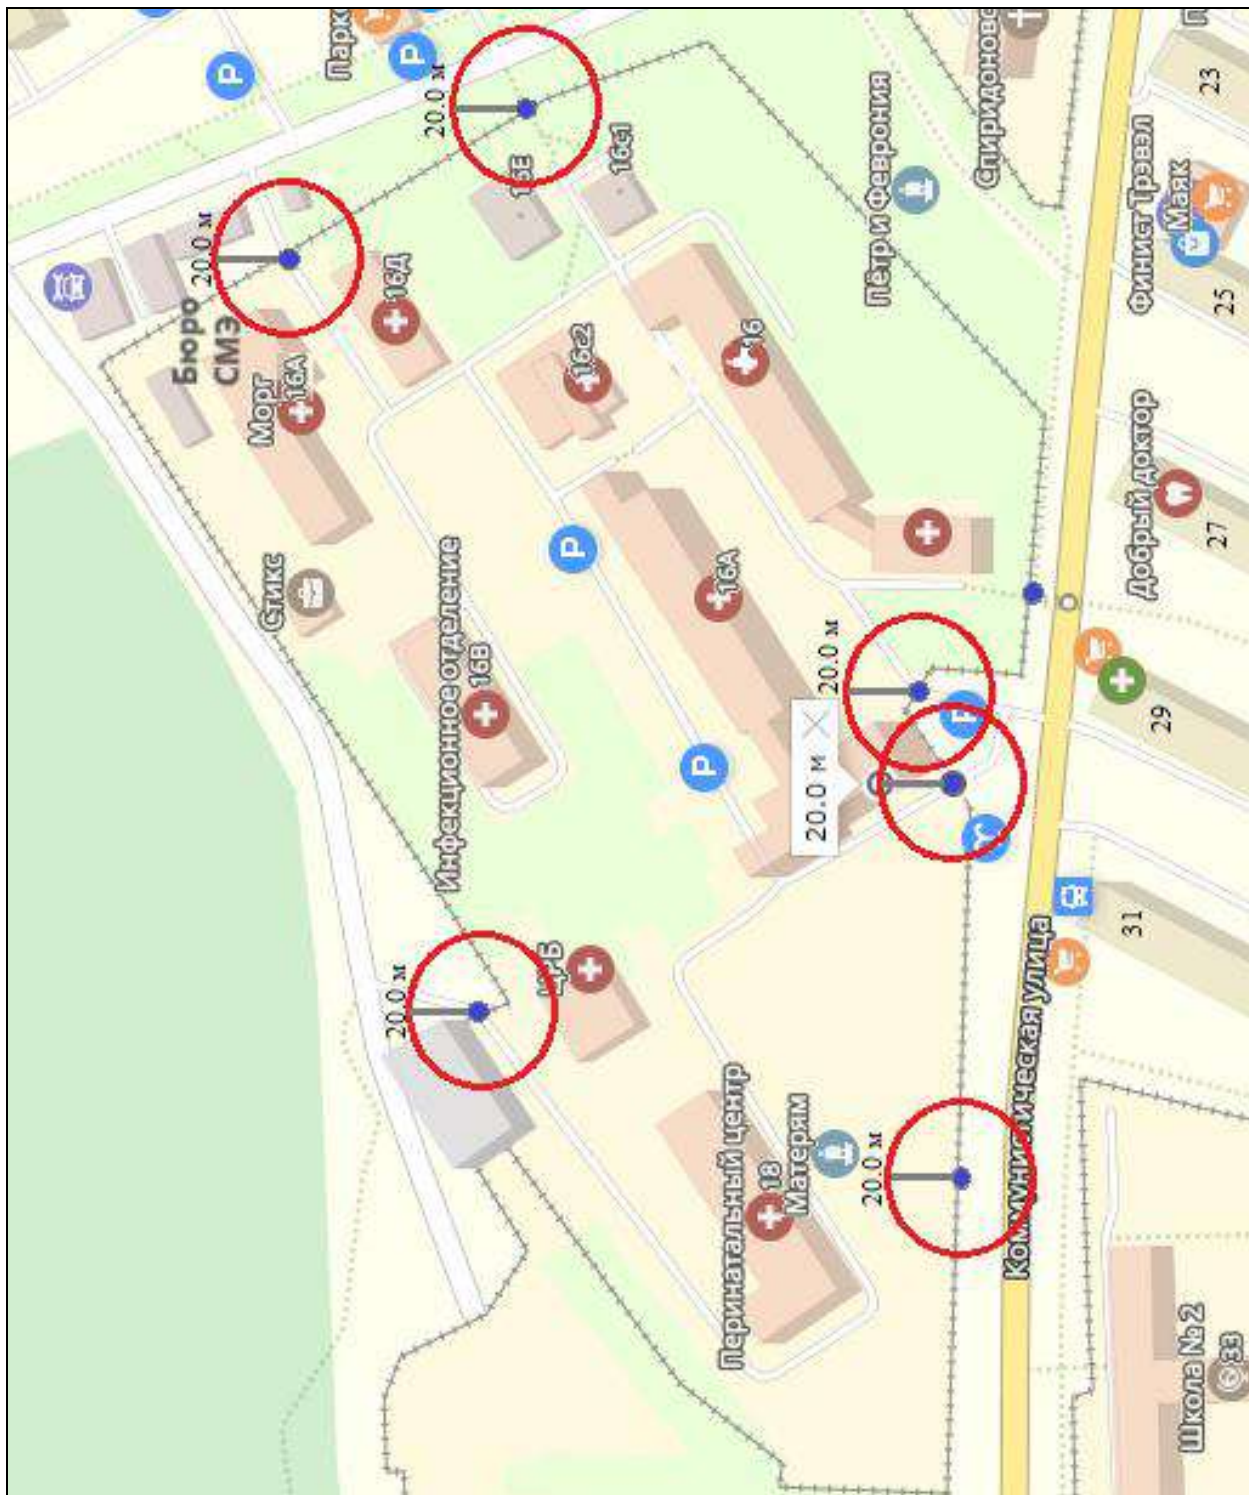 Парк
20.0 м
Спиридоново
23
20.0 м
15Е
16с1
Пётр и Феврония
Финист Трэвэл
Маяк
25
Бюро
СМЭ
16Д
Морг
16А
16с2
16
Добрый доктор
27
Стикс
Инфекционное отделение
16В
16А
20.0 м
20.0 м
29
31
20.0 м
ЦРБ
Коммунистическая улица
Перинатальный центр
18
Матерям
20.0 м
Школа № 2
33